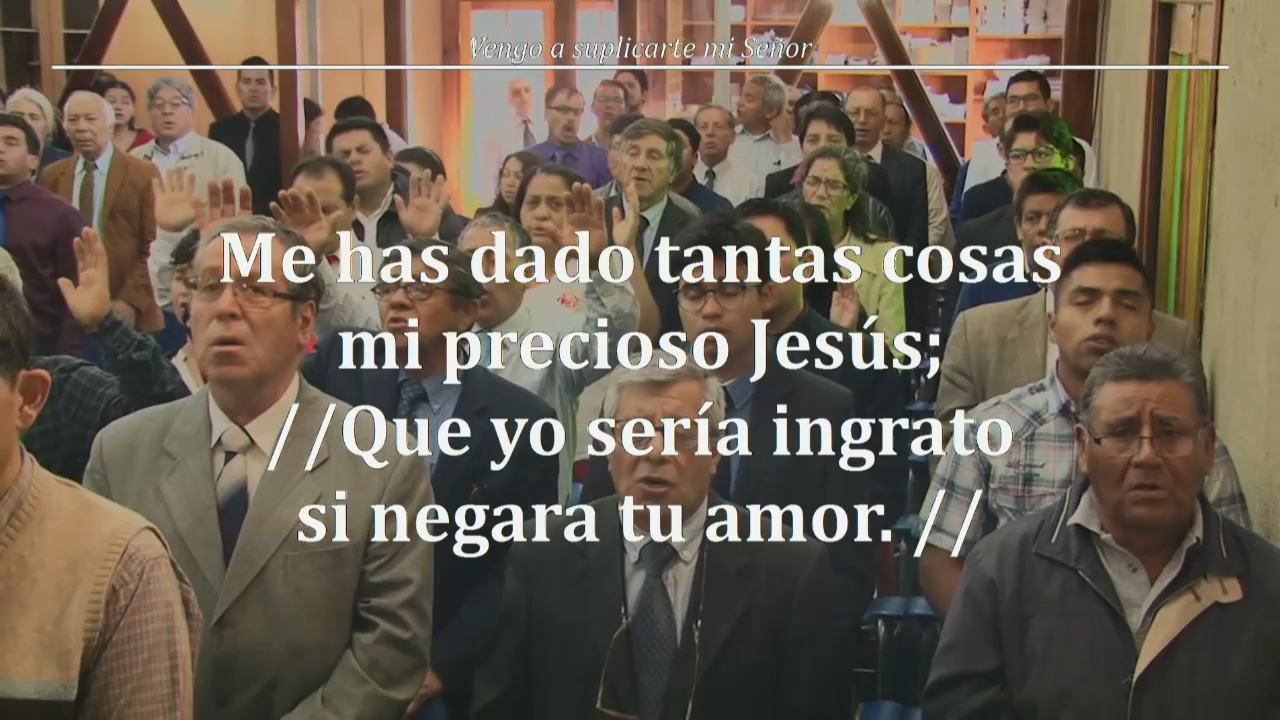 Vengo a suplicarte mi Señor
Me has dado tantas cosas
mi precioso Jesús;
//Que yo sería ingrato
si negara tu amor. //